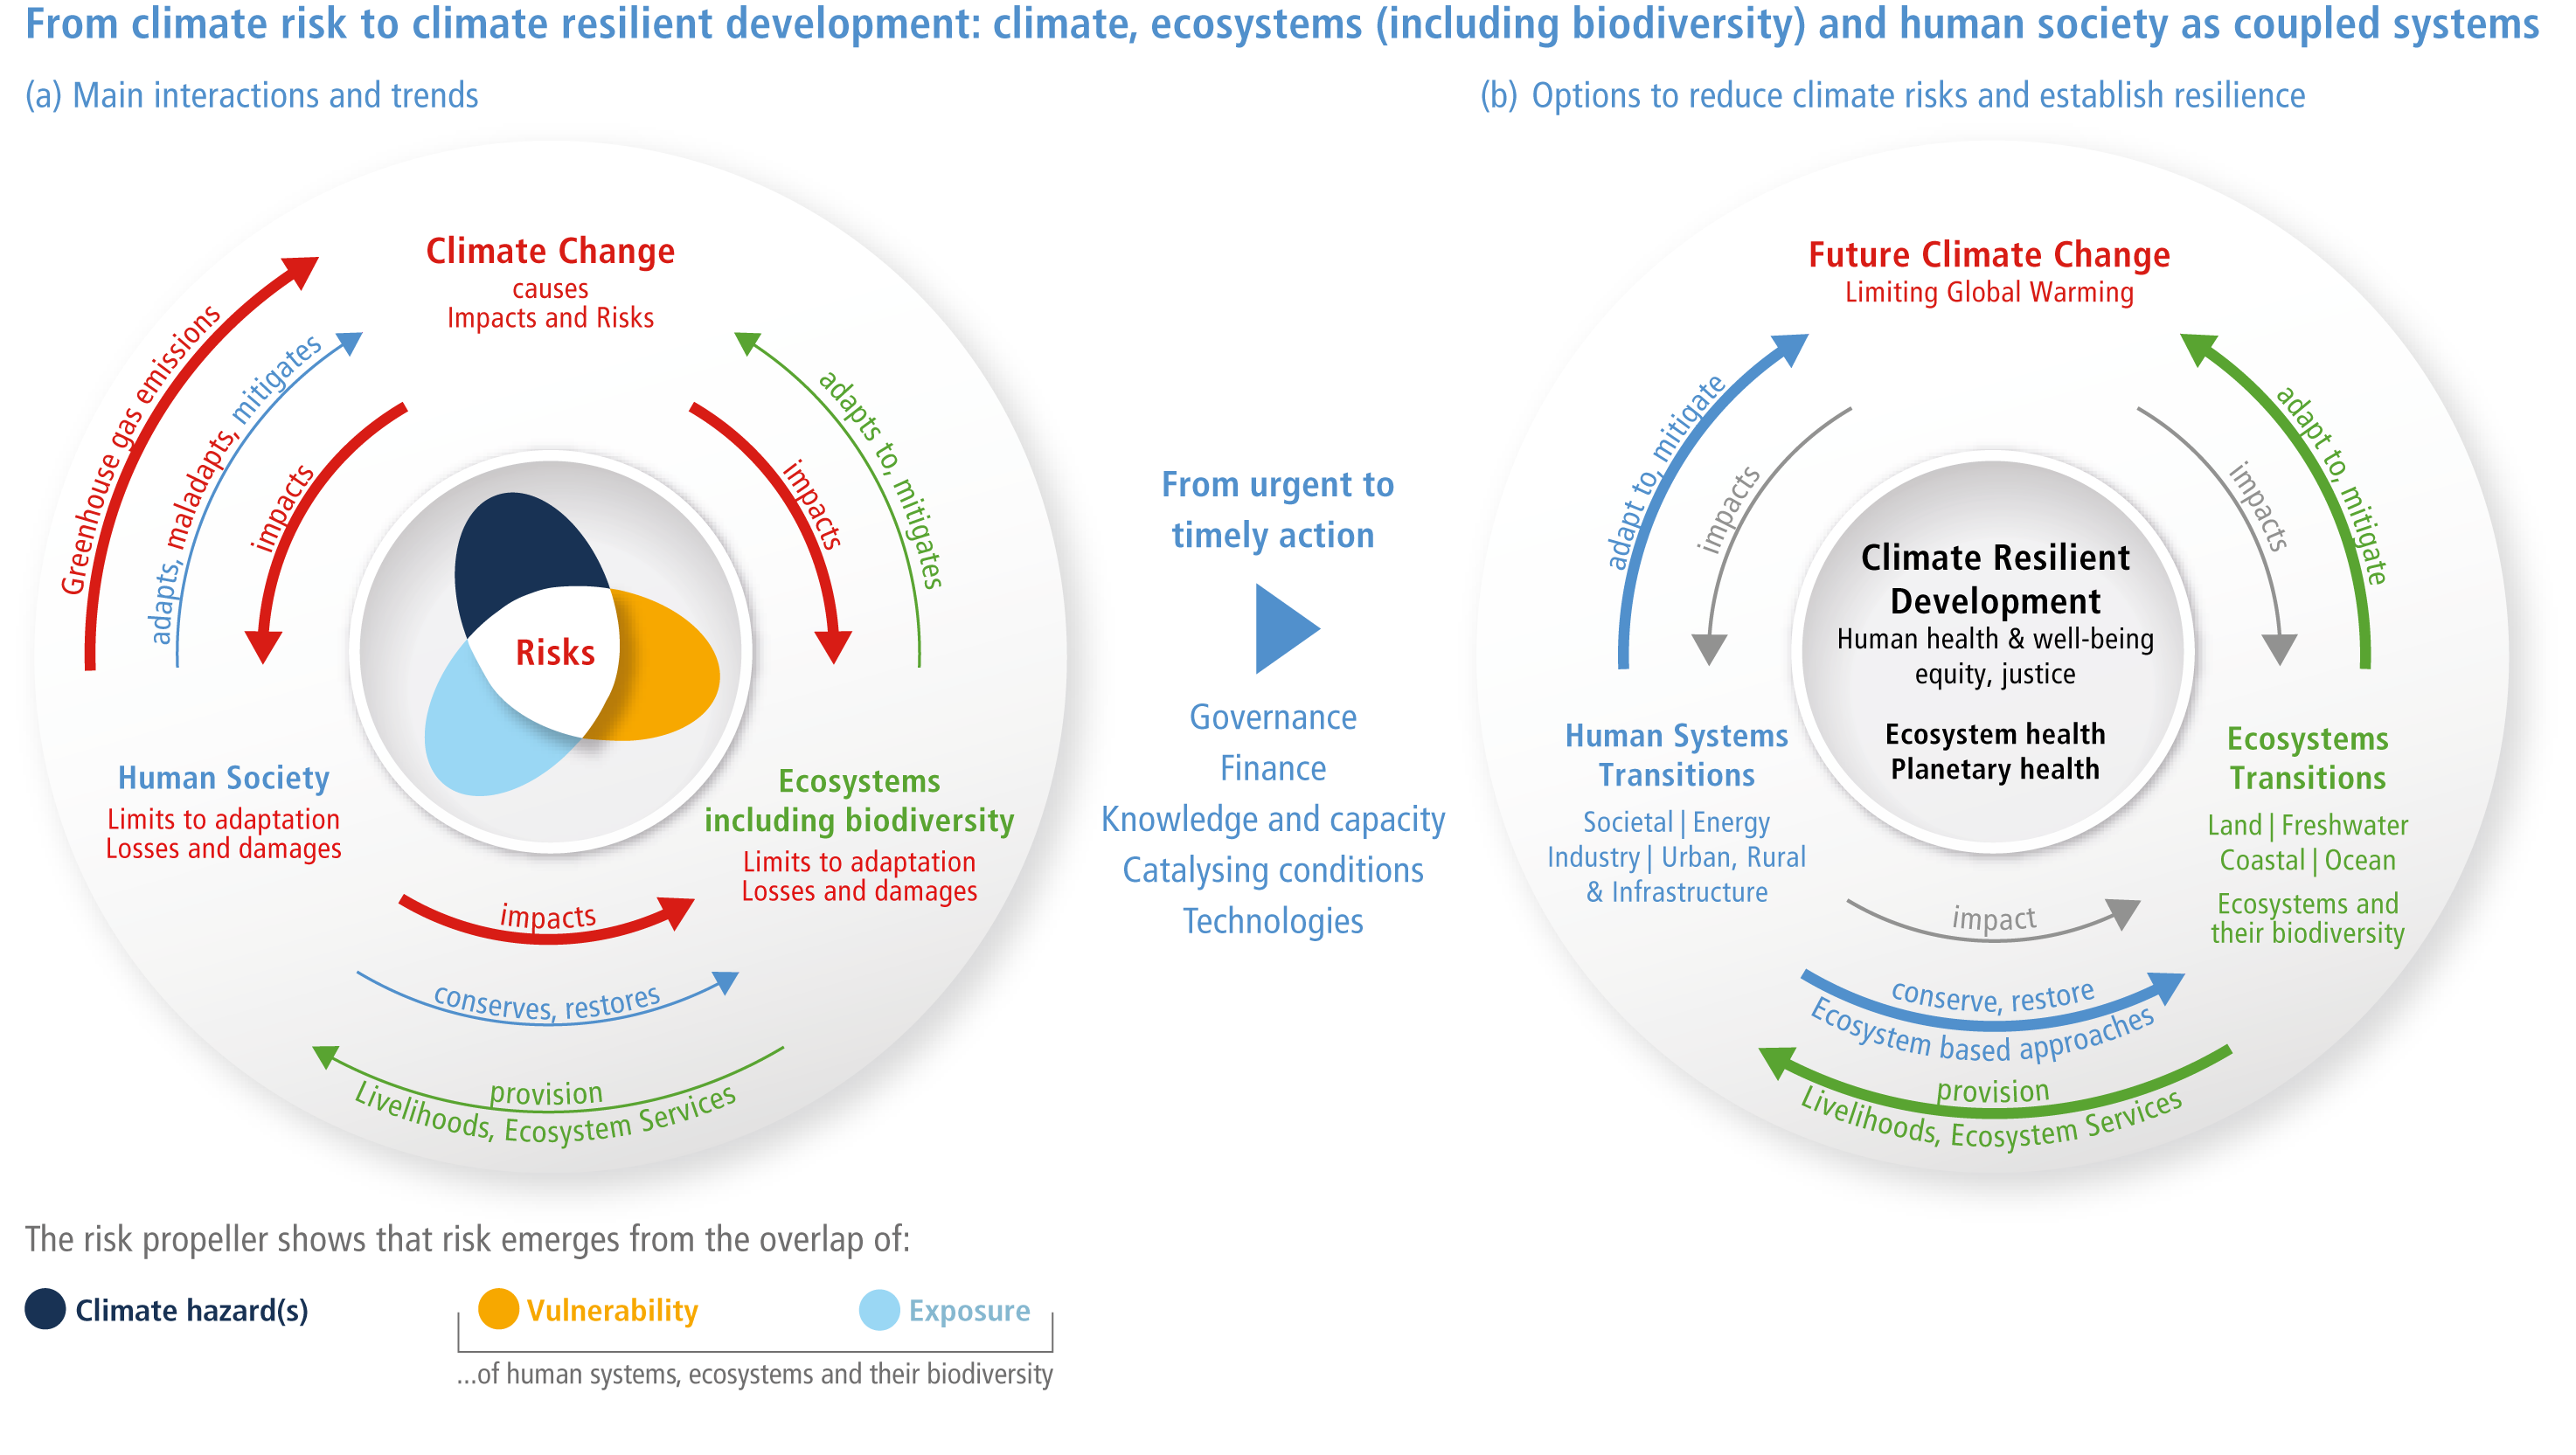 From climate risk to climate resilient development: climate, ecosystems (including biodiversity) and human society as coupled systems
(a) Main interactions and trends
Climate Change
causes
Impacts and Risks
Greenhouse gas emissions
adapts, maladapts, mitigates
impacts
impacts
adapts to, mitigates
Risks
Human Society
Limits to adaptation
Losses and damages
Ecosystems
including biodiversity
Limits to adaptation
Losses and damages
impacts
conserves, restores
provision
Livelihoods, Ecosystem Services
From urgent to
timely action
Governance
Finance
Knowledge and capacity
Catalysing conditions
Technologies
(b) Options to reduce climate risks and establish resilience
Future Climate Change
Limiting Global Warming
adapt to, mitigate
impacts
impacts
adapt to, mitigate
Climate Resilient
Development
Human health & well-being
equity, justice
Ecosystem health
Planetary health
Human Systems
Transitions
Societal | Energy
Industry | Urban, Rural
& Infrastructure
Ecosystems
Transitions
Land | Freshwater
Coastal | Ocean
Ecosystems and
their biodiversity
impact
conserve, restore
Ecosystem based approaches
provision
Livelihoods, Ecosystem Services
The risk propeller shows that risk emerges from the overlap of:
Climate hazard(s)
Vulnerability
Exposure
...of human systems, ecosystems and their biodiversity